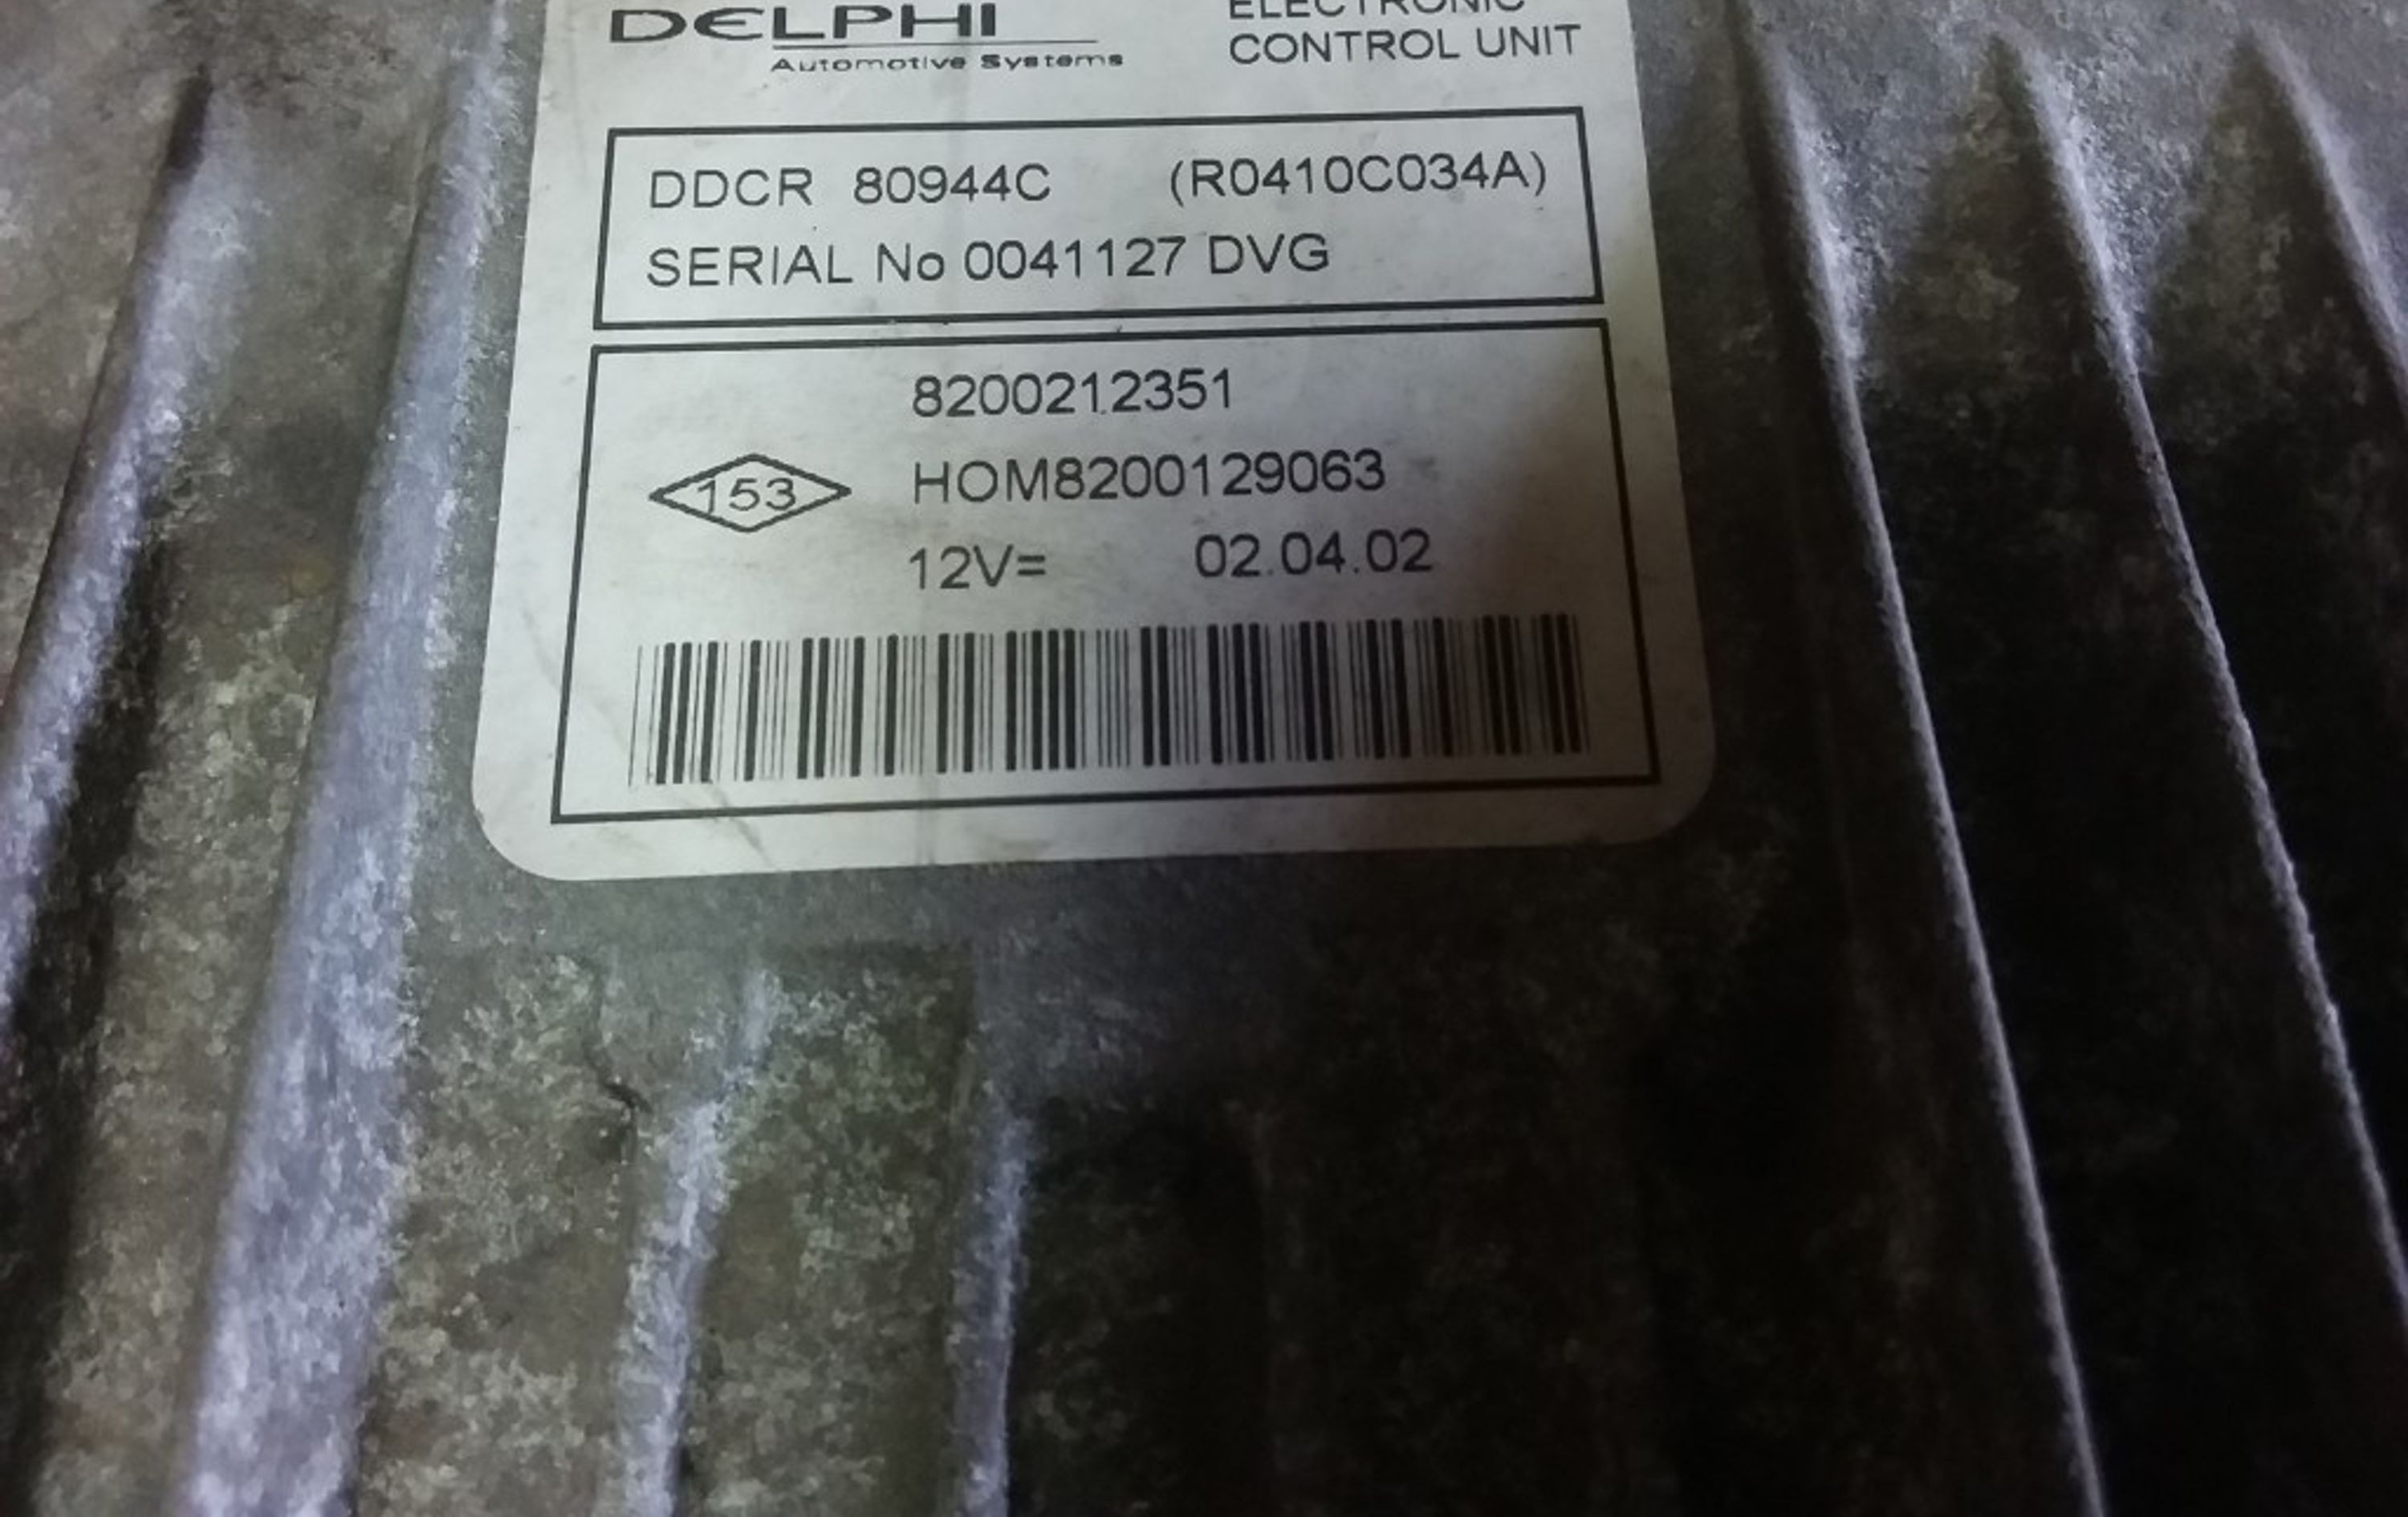 DELPHI
Automotive Systems
ELECTRONIC
CONTROL UNIT
DDCR 80944C (R0410C034A)
SERIAL No 0041127 DVG
8200212351
153 HOM8200129063
12V= 02.04.02